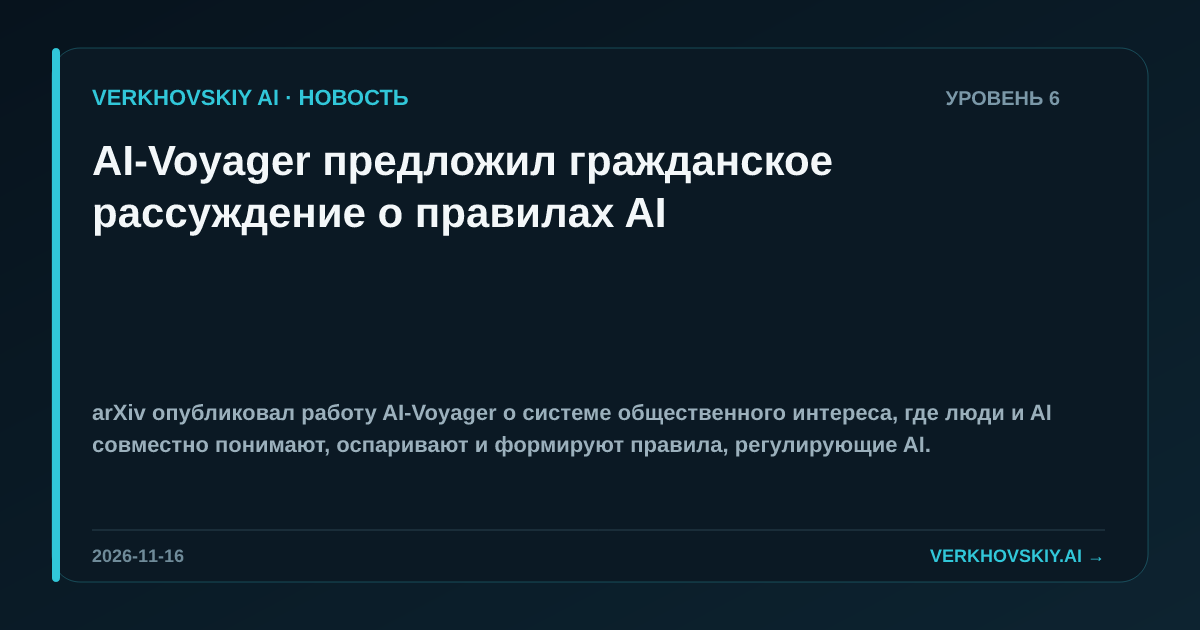 VERKHOVSKIY AI · НОВОСТЬ
УРОВЕНЬ 6
AI-Voyager предложил гражданское
рассуждение о правилах AI
arXiv опубликовал работу AI-Voyager о системе общественного интереса, где люди и AI
совместно понимают, оспаривают и формируют правила, регулирующие AI.
2026-11-16
VERKHOVSKIY.AI →